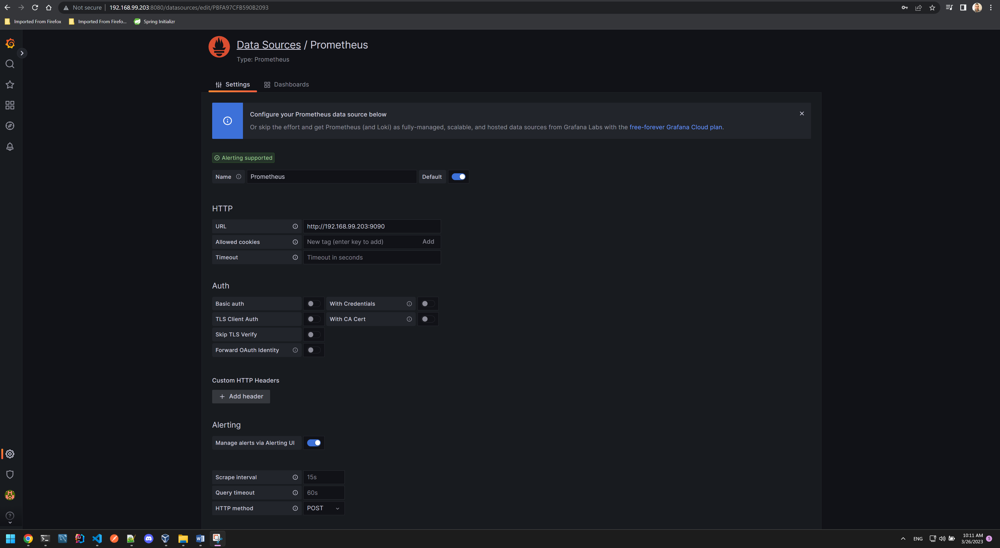 Not secure | 192.168.99.203:8080/datasources/edit/PBFA97CFB590B2093
Imported From Firefox Imported From Firefo... Spring Initializr
Data Sources / Prometheus
Type: Prometheus
Settings Dashboards
Configure your Prometheus data source below
Or skip the effort and get Prometheus (and Loki) as fully-managed, scalable, and hosted data sources from Grafana Labs with the free-forever Grafana Cloud plan.
Alerting supported
Name Prometheus Default
HTTP
URL http://192.168.99.203:9090
Allowed cookies New tag (enter key to add) Add
Timeout Timeout in seconds
Auth
Basic auth With Credentials
TLS Client Auth With CA Cert
Skip TLS Verify
Forward OAuth Identity
Custom HTTP Headers
+ Add header
Alerting
Manage alerts via Alerting UI
Scrape interval 15s
Query timeout 60s
HTTP method POST
ENG 10:11 AM
3/26/2023 5